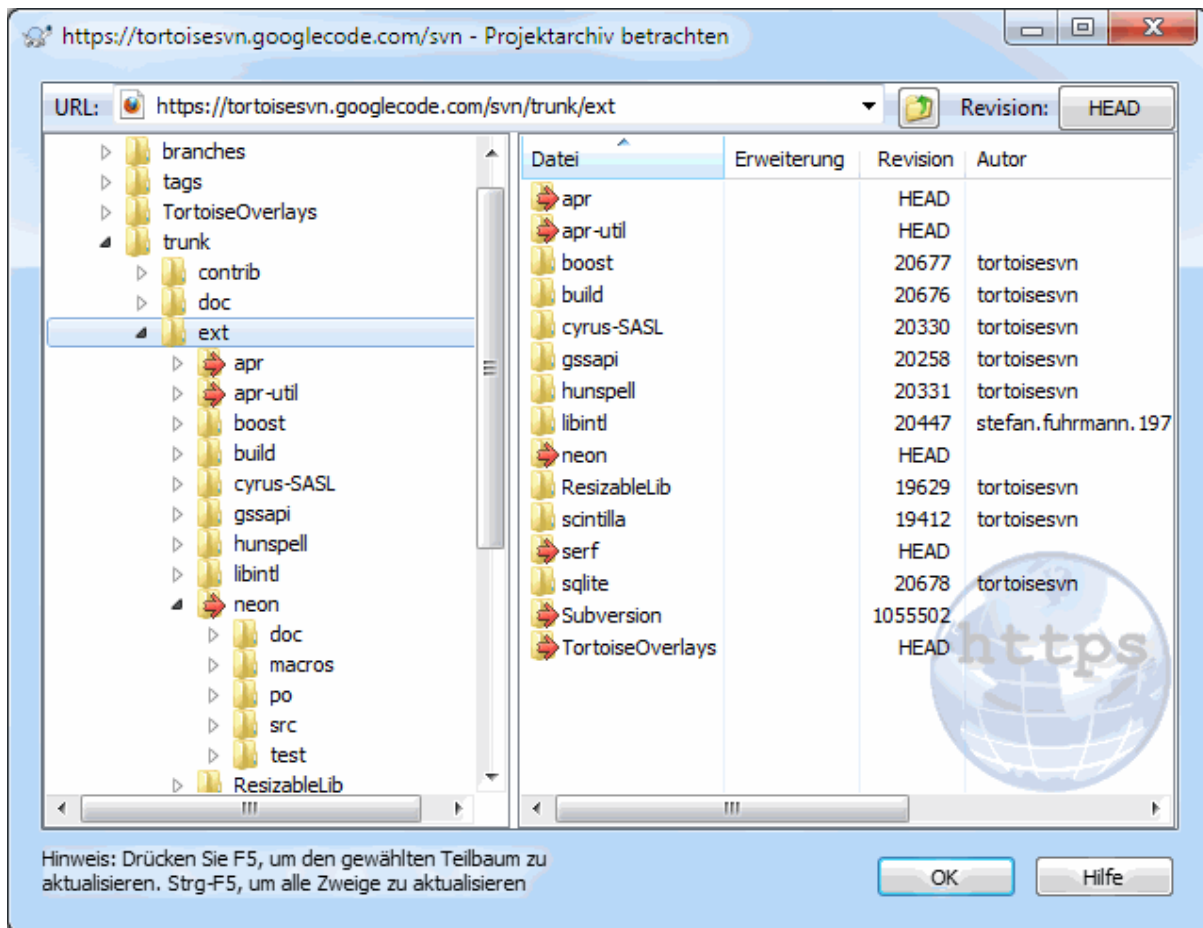 https://tortoisesvn.googlecode.com/svn - Projektarchiv betrachten
URL: https://tortoisesvn.googlecode.com/svn/trunk/ext Revision: HEAD
branches
tags
TortoiseOverlays
trunk
contrib
doc
ext
apr
apr-util
boost
build
cyrus-SASL
gssapi
hunspell
libintl
neon
doc
macros
po
src
test
ResizableLib
Datei Erweiterung Revision Autor
apr HEAD
apr-util HEAD
boost 20677 tortoisesvn
build 20676 tortoisesvn
cyrus-SASL 20330 tortoisesvn
gssapi 20258 tortoisesvn
hunspell 20331 tortoisesvn
libintl 20447 stefan.fuhrmann.197
neon HEAD
ResizableLib 19629 tortoisesvn
scintilla 19412 tortoisesvn
serf HEAD
sqlite 20678 tortoisesvn
Subversion 1055502
TortoiseOverlays HEAD
https
Hinweis: Drücken Sie F5, um den gewählten Teilbaum zu
aktualisieren. Strg-F5, um alle Zweige zu aktualisieren
OK Hilfe